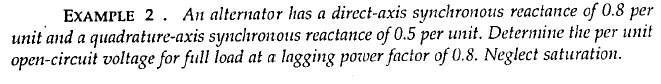 EXAMPLE 2 . An alternator has a direct-axis synchronous reactance of 0.8 per
unit and a quadrature-axis synchronous reactance of 0.5 per unit. Determine the per unit
open-circuit voltage for full load at a lagging power factor of 0.8. Neglect saturation.